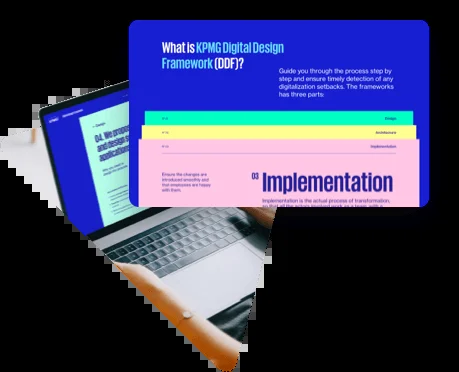 What is KPMG Digital Design
Framework (DDF)?
Guide you through the process step by
step and ensure timely detection of any
digitalization setbacks. The frameworks
has three parts:
Design
Architecture
Implementation
Ensure the changes are
introduced smoothly and
that employees are happy
with them.
03 Implementation
Implementation is the actual process of transformation,
04. We propose
and design